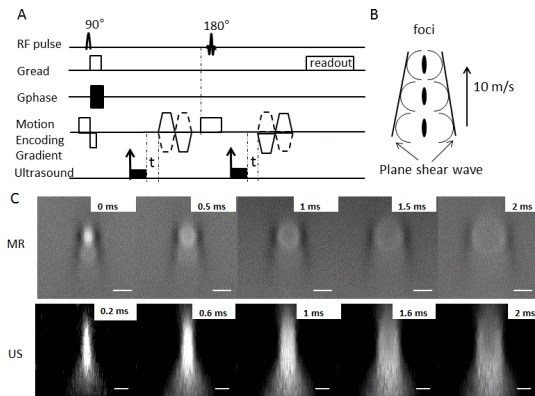 A
90°
180°
RF pulse
Gread
readout
Gphase
Motion
Encoding
Gradient
t
t
Ultrasound
B
foci
10 m/s
Plane shear wave
C
MR
0 ms
0.5 ms
1 ms
1.5 ms
2 ms
US
0.2 ms
0.6 ms
1 ms
1.6 ms
2 ms